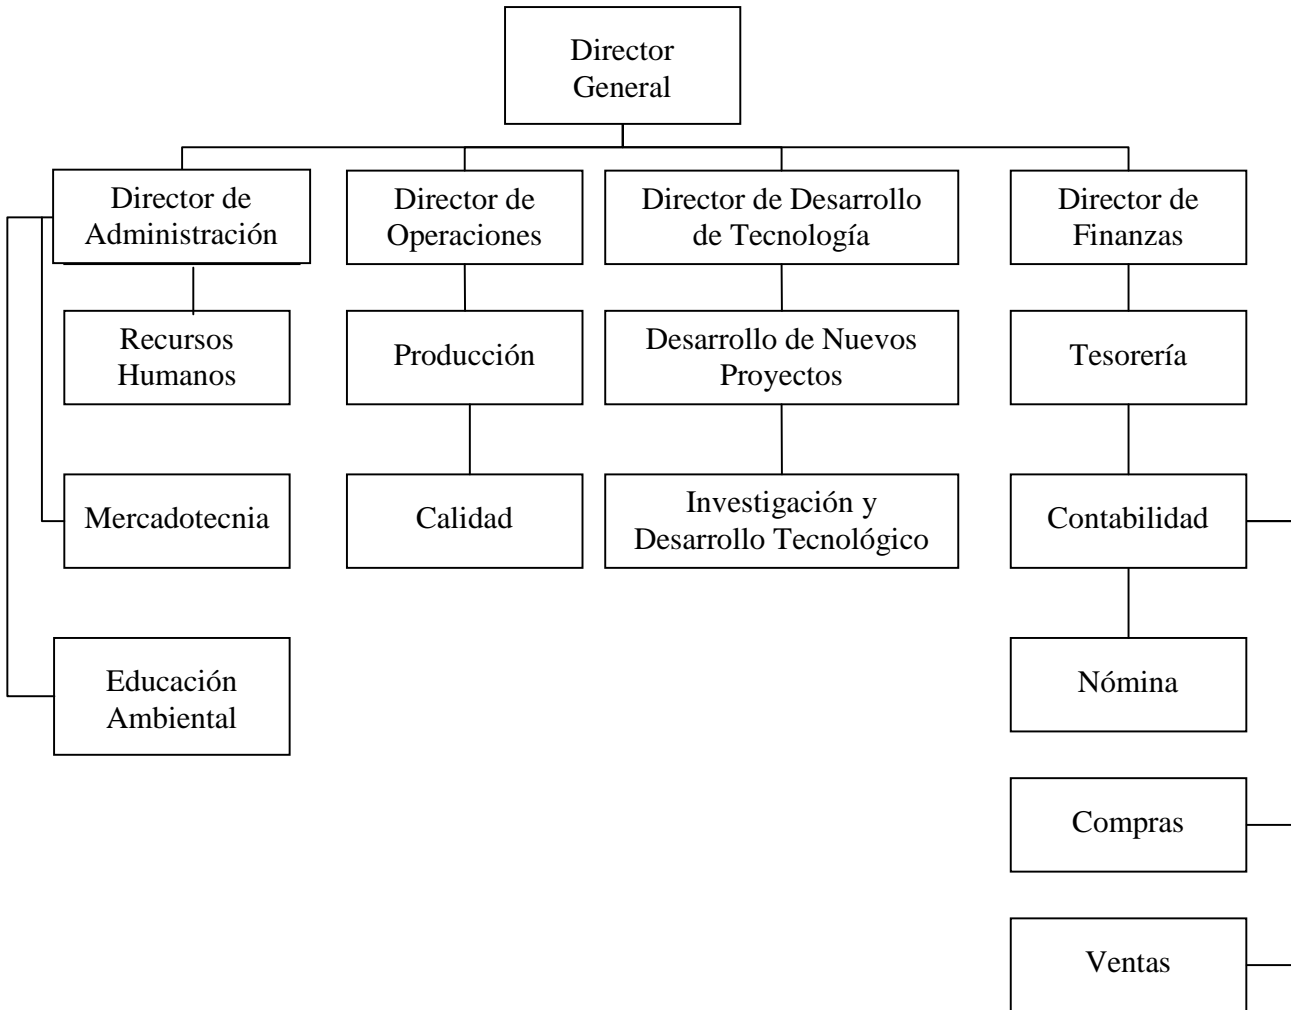 Director
General
Director de
Administración
Director de
Operaciones
Director de Desarrollo
de Tecnología
Director de
Finanzas
Recursos
Humanos
Producción
Desarrollo de Nuevos
Proyectos
Tesorería
Mercadotecnia
Calidad
Investigación y
Desarrollo Tecnológico
Contabilidad
Educación
Ambiental
Nómina
Compras
Ventas